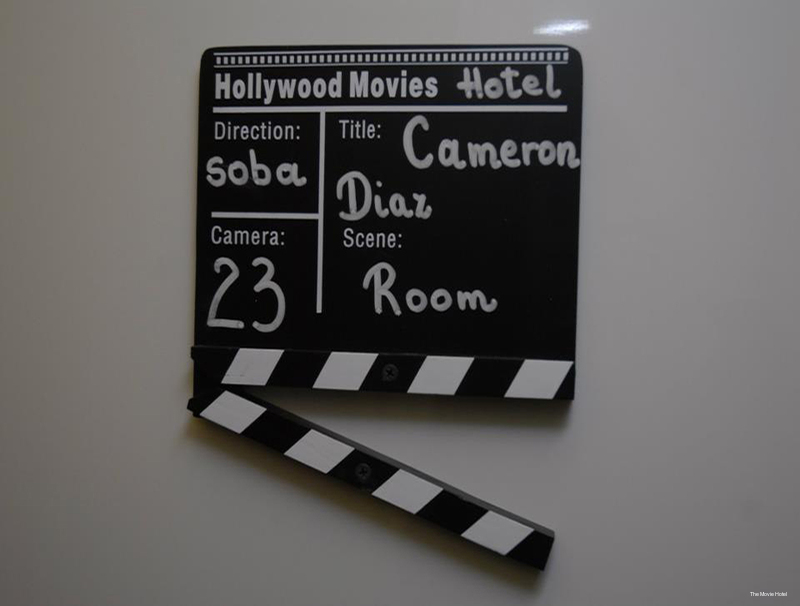 Hollywood Movies Hotel
Direction:
soba
Title: Cameron
Diaz
Camera:
23
Scene:
Room
The Movie Hotel